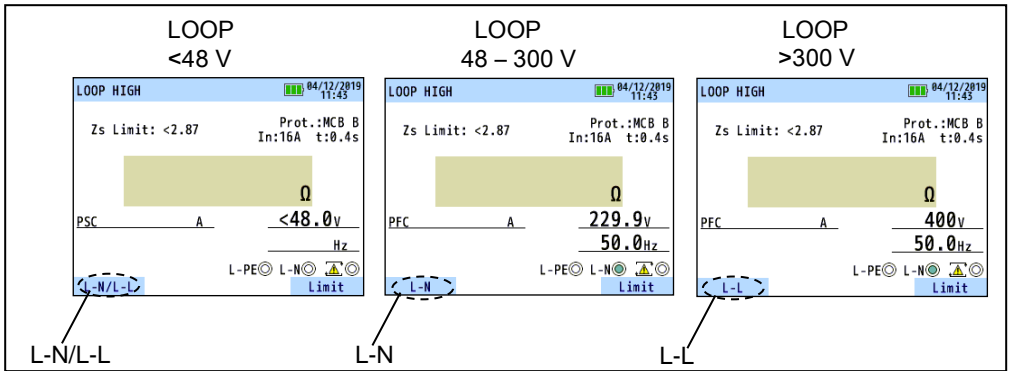 LOOP
<48 V
LOOP HIGH
04/12/2019
11:43
Zs Limit: <2.87
Prot.:MCB B
In:16A t:0.4s
Ω
PSC A <48.0V
Hz
L-PE L-N
L-N/L-L Limit
L-N/L-L
LOOP
48 – 300 V
LOOP HIGH
04/12/2019
11:43
Zs Limit: <2.87
Prot.:MCB B
In:16A t:0.4s
Ω
PFC A 229.9V
50.0Hz
L-PE L-N
L-N Limit
L-N
LOOP
>300 V
LOOP HIGH
04/12/2019
11:43
Zs Limit: <2.87
Prot.:MCB B
In:16A t:0.4s
Ω
PFC A 400V
50.0Hz
L-PE L-N
L-L Limit
L-L